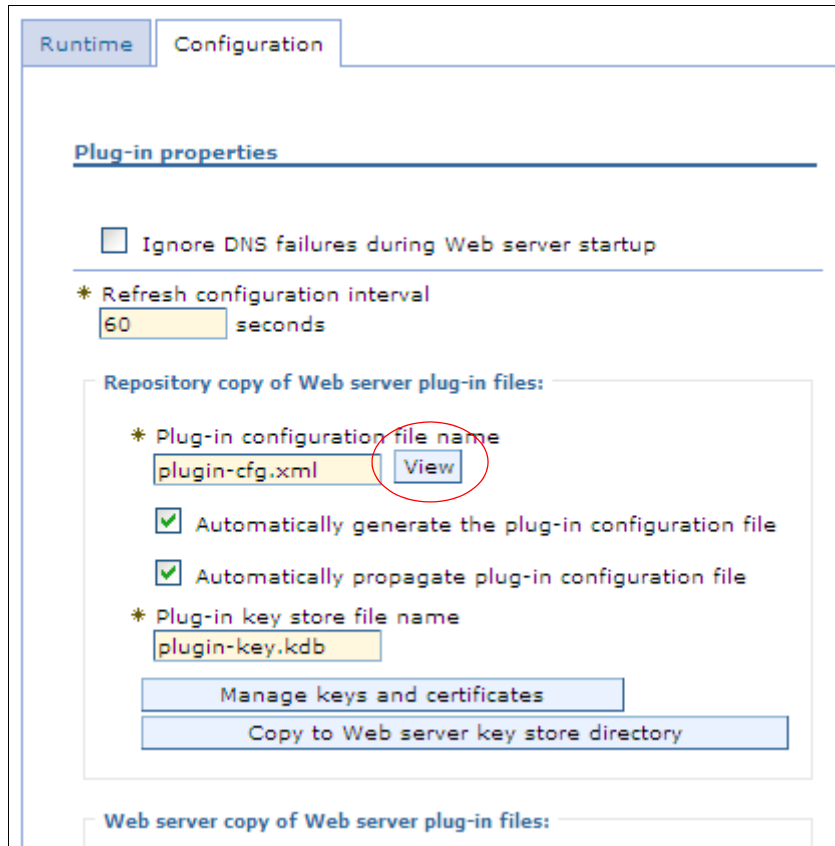 Runtime
Configuration
Plug-in properties
Ignore DNS failures during Web server startup
* Refresh configuration interval
60 seconds
Repository copy of Web server plug-in files:
* Plug-in configuration file name
plugin-cfg.xml View
Automatically generate the plug-in configuration file
Automatically propagate plug-in configuration file
* Plug-in key store file name
plugin-key.kdb
Manage keys and certificates
Copy to Web server key store directory
Web server copy of Web server plug-in files: